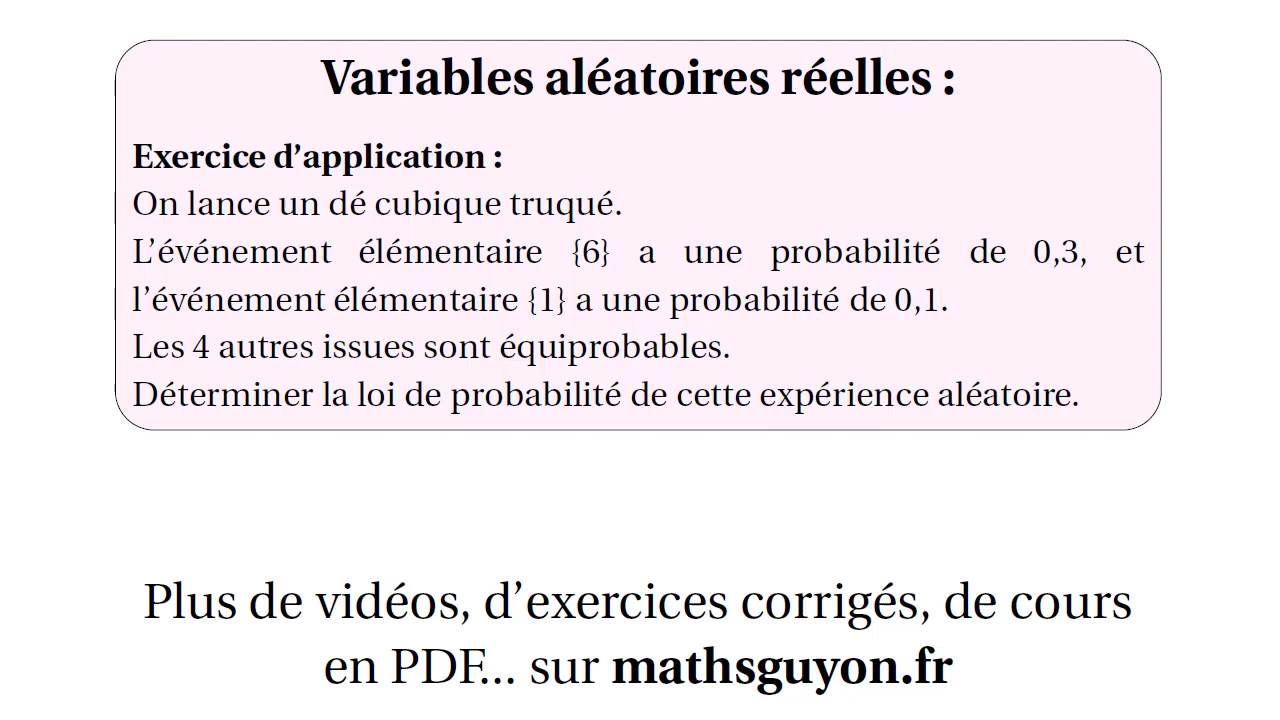 Variables aléatoires réelles :
Exercice d’application :
On lance un dé cubique truqué.
L’événement élémentaire {6} a une probabilité de 0,3, et
l’événement élémentaire {1} a une probabilité de 0,1.
Les 4 autres issues sont équiprobables.
Déterminer la loi de probabilité de cette expérience aléatoire.
Plus de vidéos, d’exercices corrigés, de cours
en PDF... sur mathsguyon.fr